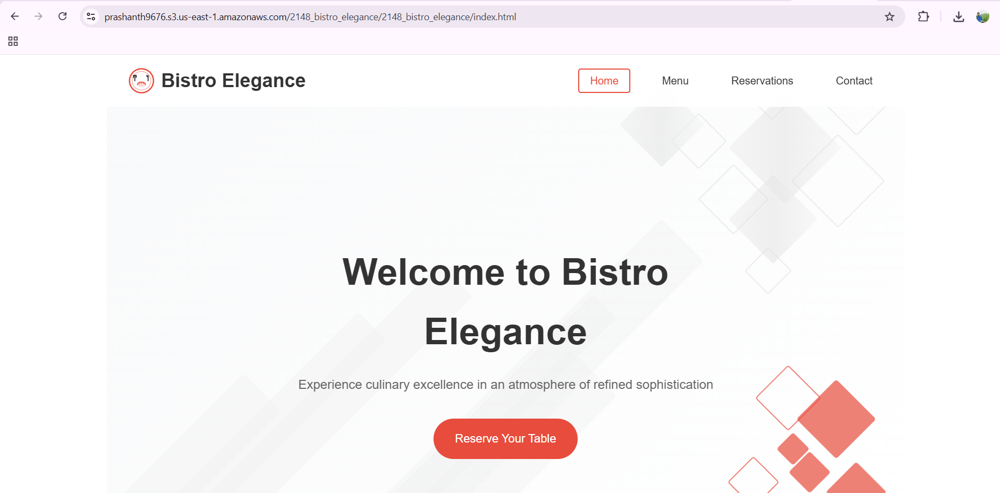 prashanth9676.s3.us-east-1.amazonaws.com/2148_bistro_elegance/2148_bistro_elegance/index.html
Bistro Elegance
Home
Menu
Reservations
Contact
Welcome to Bistro
Elegance
Experience culinary excellence in an atmosphere of refined sophistication
Reserve Your Table